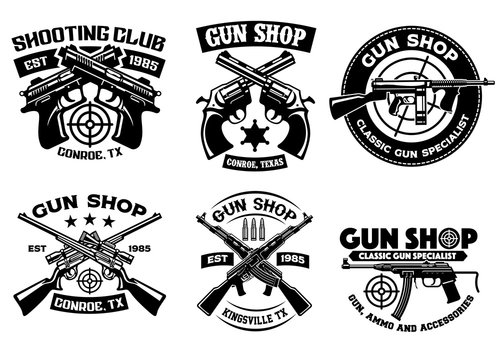 SHOOTING CLUB
EST 1985
CONROE, TX
GUN SHOP
CONROE, TEXAS
GUN SHOP
CLASSIC GUN SPECIALIST
GUN SHOP
EST 1985
CONROE, TX
GUN SHOP
EST 1985
KINGSVILLE TX
GUN SHOP
CLASSIC GUN SPECIALIST
GUN, AMMO AND ACCESSORIES